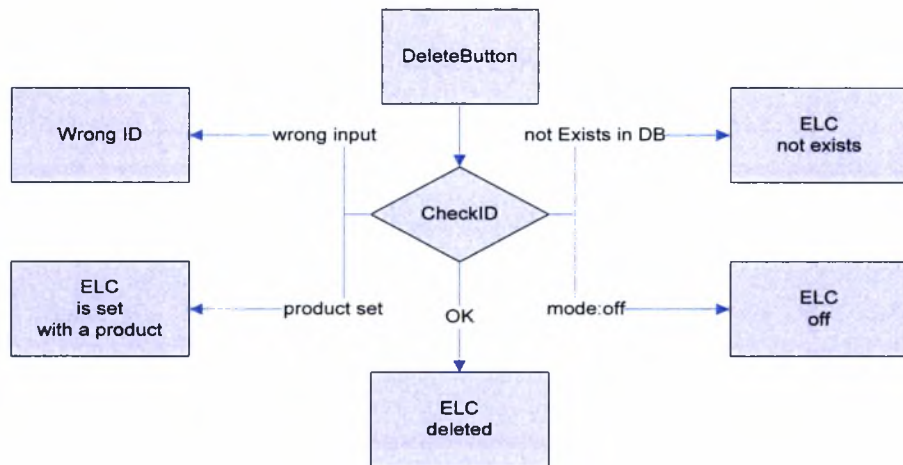 DeleteButton
Wrong ID
wrong input
not Exists in DB
ELC
not exists
CheckID
ELC
is set
with a product
product set
OK
mode:off
ELC
off
ELC
deleted